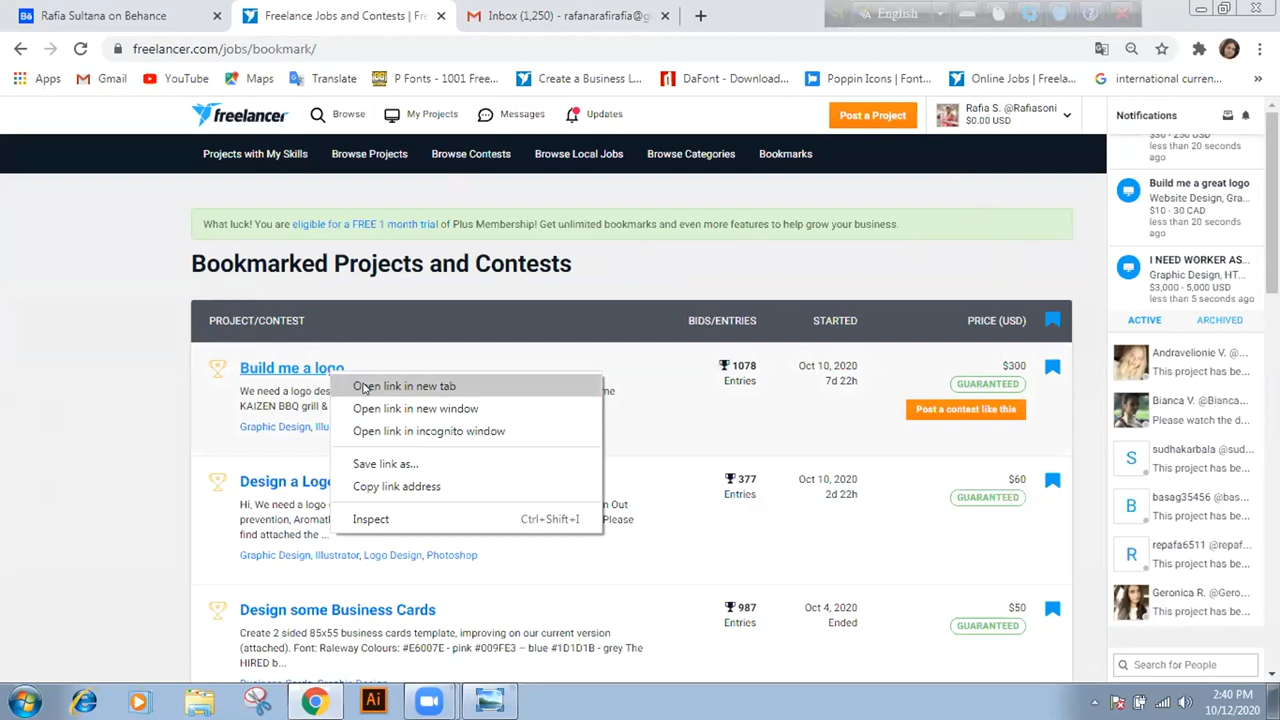 Rafia Sultana on Behance
Freelance Jobs and Contests | Fre
Inbox (1,250) - rafanarafirafia@g
English
freelancer.com/jobs/bookmark/
Apps
Gmail
YouTube
Maps
Translate
P Fonts - 1001 Free...
Create a Business L...
DaFont - Download...
Poppin Icons | Font...
Online Jobs | Freela...
international curren...
freelancer
Browse
My Projects
Messages
Updates
Post a Project
Rafia S. @Rafiasoni
$0.00 USD
Projects with My Skills
Browse Projects
Browse Contests
Browse Local Jobs
Browse Categories
Bookmarks
What luck! You are eligible for a FREE 1 month trial of Plus Membership! Get unlimited bookmarks and even more features to help grow your business.
Bookmarked Projects and Contests
PROJECT/CONTEST
BIDS/ENTRIES
STARTED
PRICE (USD)
Build me a logo
We need a logo des
KAIZEN BBQ grill &
Graphic Design, Illu
1078
Entries
Oct 10, 2020
7d 22h
$300
GUARANTEED
Post a contest like this
Open link in new tab
Open link in new window
Open link in incognito window
Save link as...
Copy link address
Inspect Ctrl+Shift+I
Design a Logo
Hi, We need a logo d
n Out
prevention, Aromat
Please
find attached the ...
Graphic Design, Illustrator, Logo Design, Photoshop
377
Entries
Oct 10, 2020
2d 22h
$60
GUARANTEED
Design some Business Cards
Create 2 sided 85x55 business cards template, improving on our current version
(attached). Font: Raleway Colours: #E6007E - pink #009FE3 – blue #1D1D1B - grey The
HIRED b...
987
Entries
Oct 4, 2020
Ended
$50
GUARANTEED
Notifications
less than 20 seconds
ago
Build me a great logo
Website Design, Gra...
$10 - 30 CAD
less than 20 seconds
ago
I NEED WORKER AS...
Graphic Design, HT...
$3,000 - 5,000 USD
less than 5 seconds ago
ACTIVE
ARCHIVED
Andravelionie V. @...
This project has be...
Bianca V. @Bianca...
Please watch the d...
S
sudhakarbala @sud...
This project has be...
B
basag35456 @bas...
This project has be...
R
repafa6511 @repaf...
This project has be...
Geronica R. @Gero...
This project has be...
Search for People
Ai
2:40 PM
10/12/2020